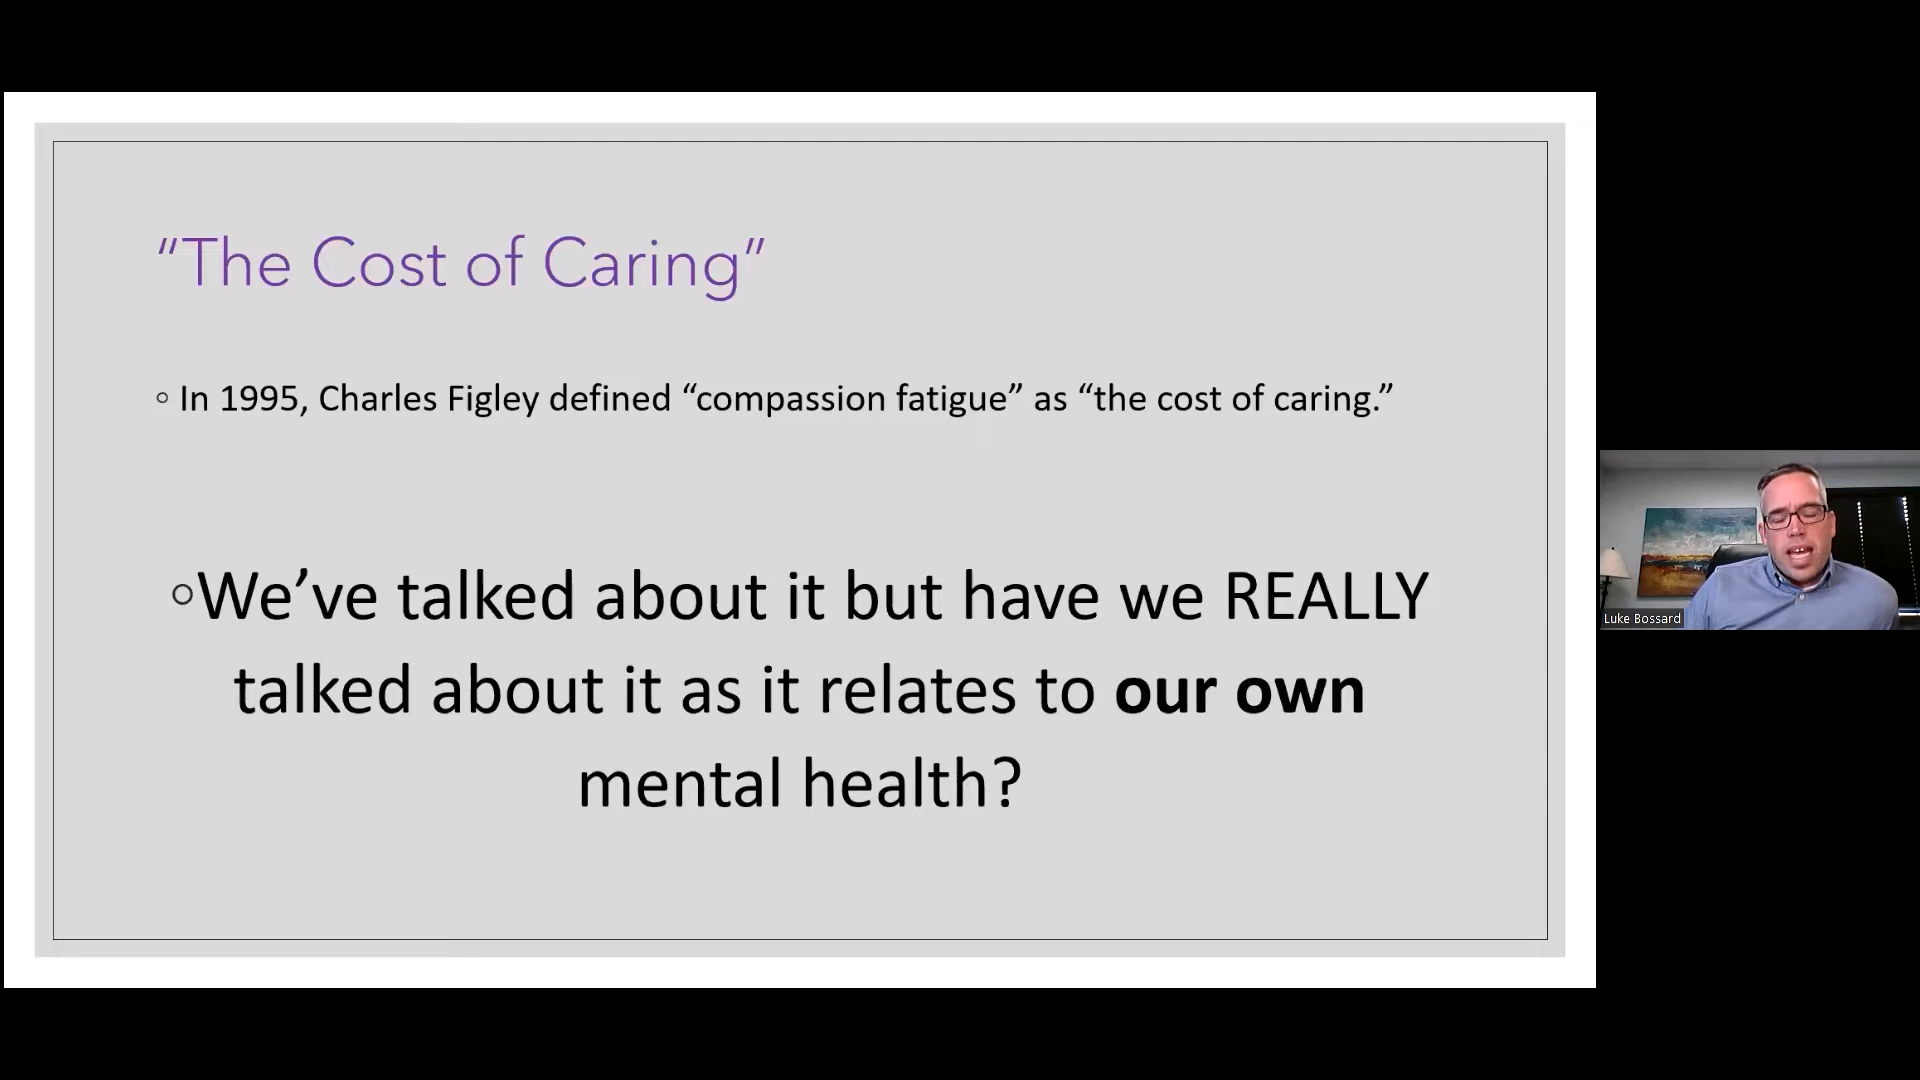 “The Cost of Caring”
◦ In 1995, Charles Figley defined “compassion fatigue” as “the cost of caring.”
◦We’ve talked about it but have we REALLY
talked about it as it relates to our own
mental health?
Luke Bossard